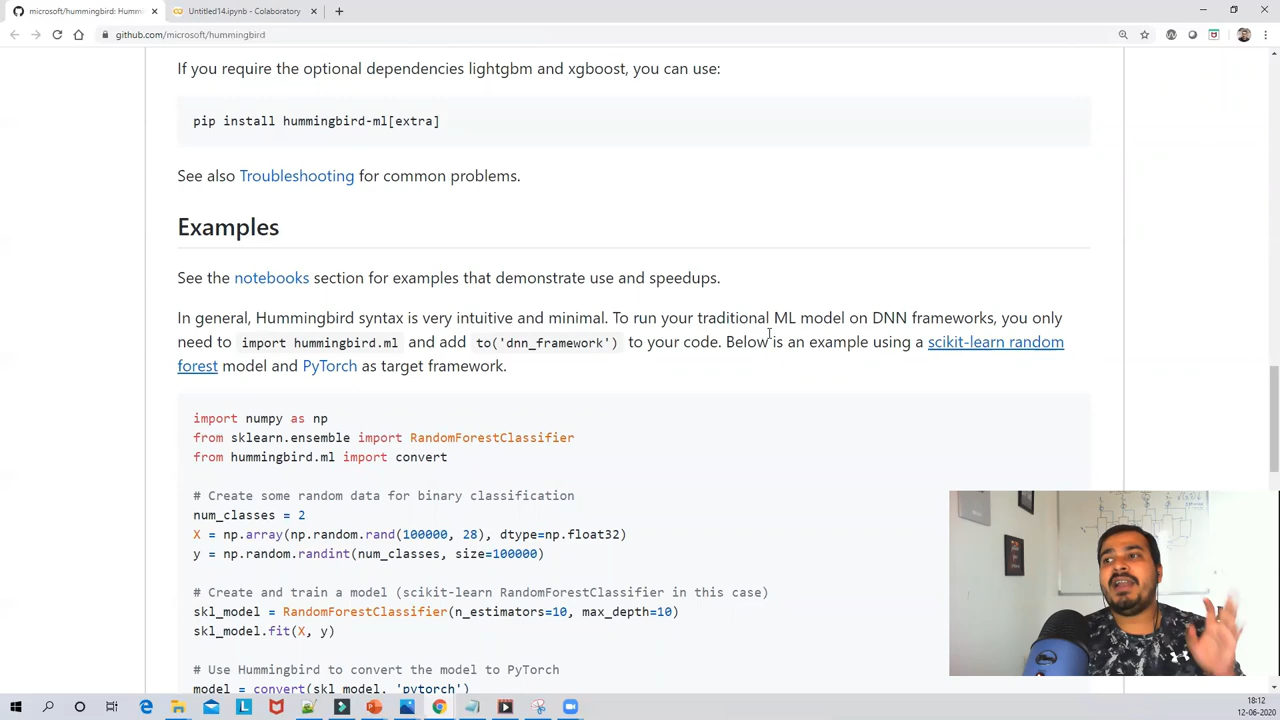 microsoft/hummingbird: Humm
Untitled14.ipynb - Colaboratory
github.com/microsoft/hummingbird
If you require the optional dependencies lightgbm and xgboost, you can use:
pip install hummingbird-ml[extra]
See also Troubleshooting for common problems.
Examples
See the notebooks section for examples that demonstrate use and speedups.
In general, Hummingbird syntax is very intuitive and minimal. To run your traditional ML model on DNN frameworks, you only
need to import hummingbird.ml and add to('dnn_framework') to your code. Below is an example using a scikit-learn random
forest model and PyTorch as target framework.
import numpy as np
from sklearn.ensemble import RandomForestClassifier
from hummingbird.ml import convert
# Create some random data for binary classification
num_classes = 2
X = np.array(np.random.rand(100000, 28), dtype=np.float32)
y = np.random.randint(num_classes, size=100000)
# Create and train a model (scikit-learn RandomForestClassifier in this case)
skl_model = RandomForestClassifier(n_estimators=10, max_depth=10)
skl_model.fit(X, y)
# Use Hummingbird to convert the model to PyTorch
model = convert(skl_model, 'pytorch')
18:12
12-06-2020